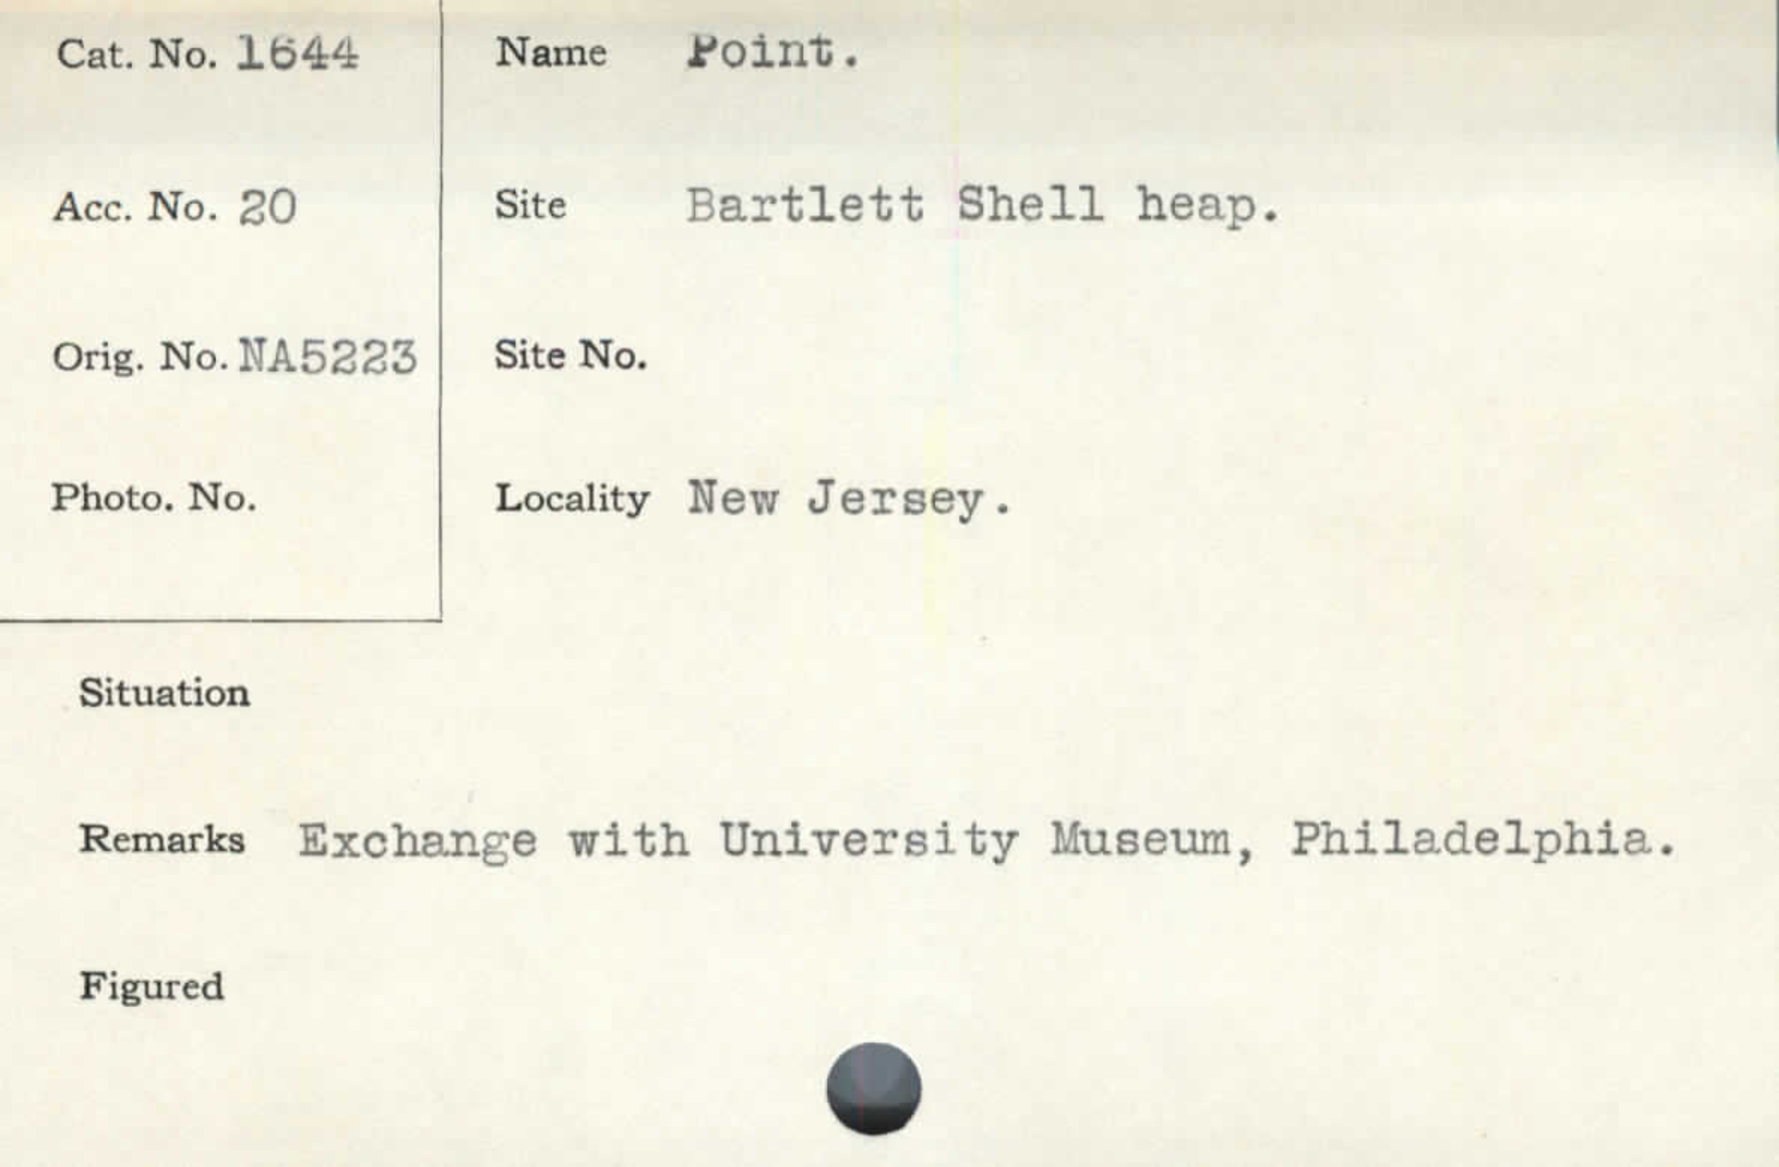 Cat. No. 1644
Name Point.
Acc. No. 20
Site Bartlett Shell heap.
Orig. No. NA5223
Site No.
Photo. No.
Locality New Jersey.
Situation
Remarks Exchange with University Museum, Philadelphia.
Figured